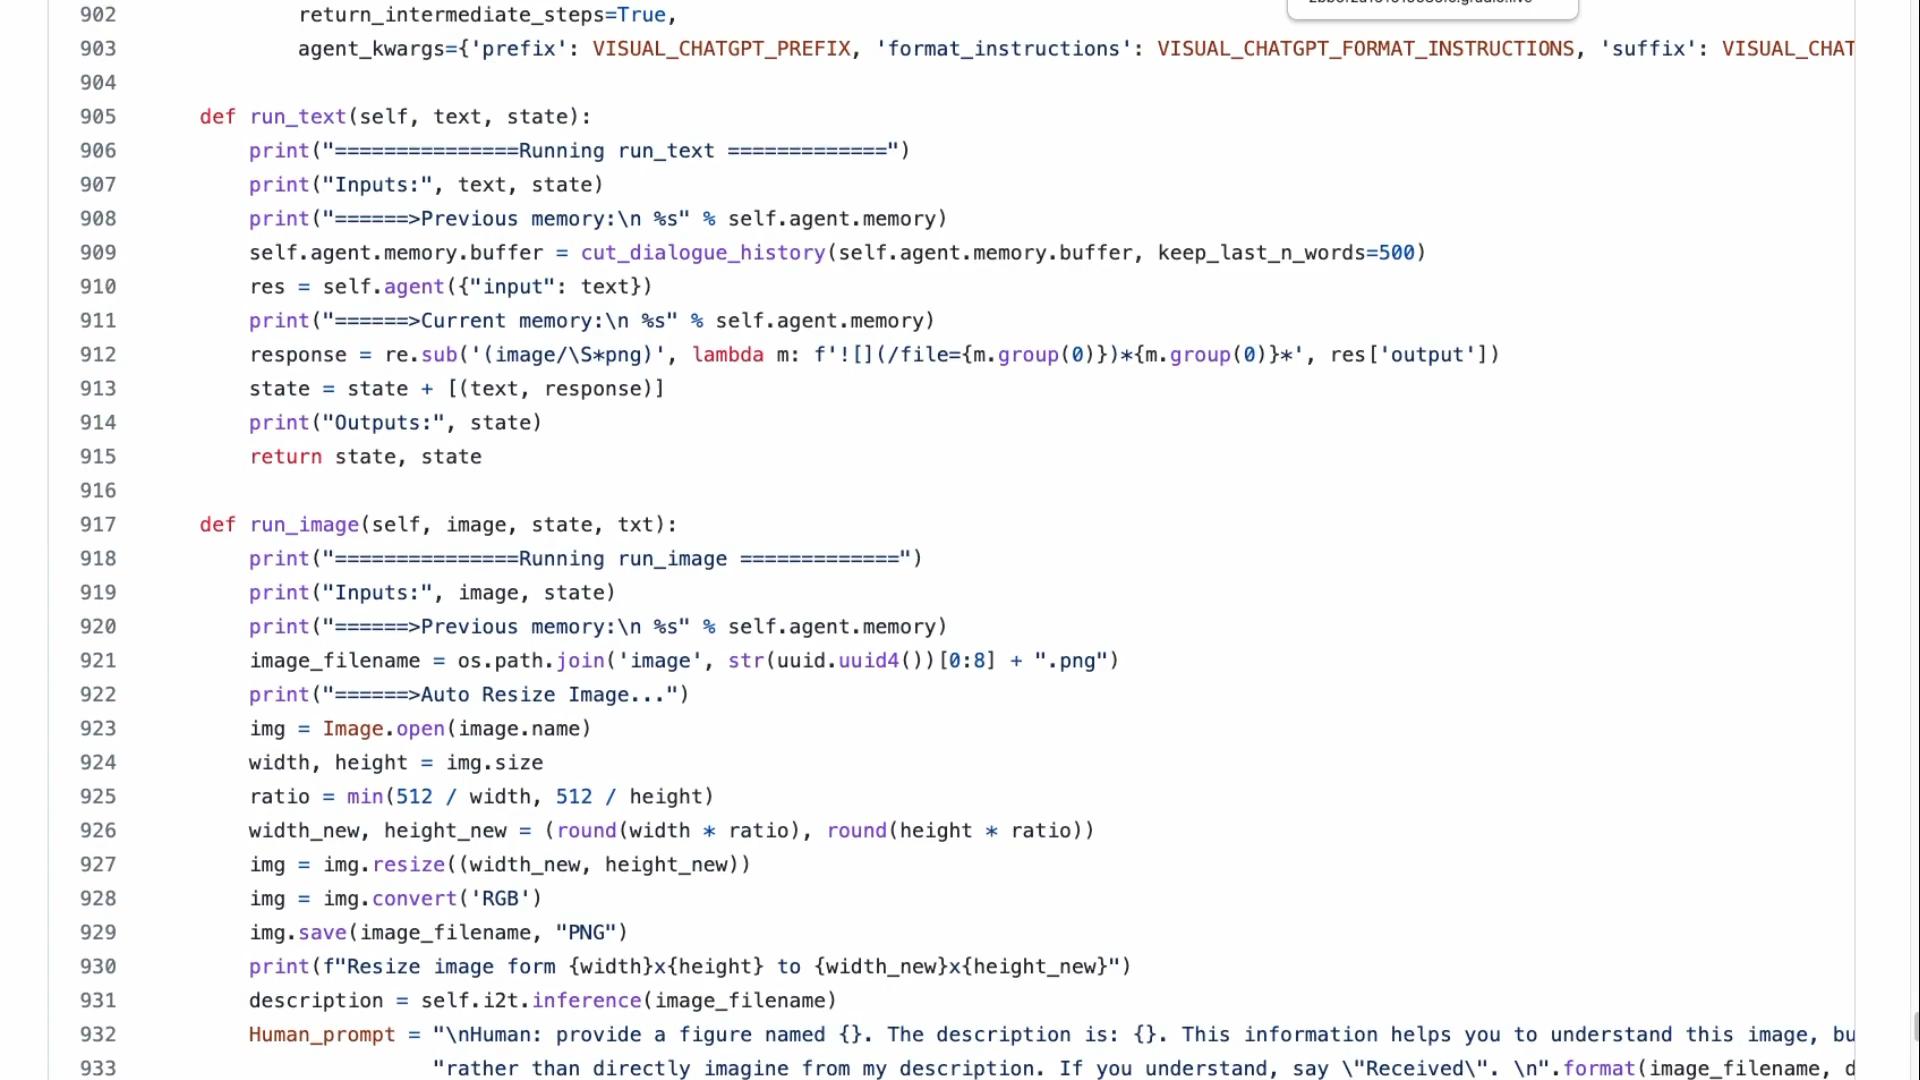 902 return_intermediate_steps=True,
903 agent_kwargs={'prefix': VISUAL_CHATGPT_PREFIX, 'format_instructions': VISUAL_CHATGPT_FORMAT_INSTRUCTIONS, 'suffix': VISUAL_CHAT
904
905 def run_text(self, text, state):
906 print("===============Running run_text =============")
907 print("Inputs:", text, state)
908 print("======>Previous memory:\n %s" % self.agent.memory)
909 self.agent.memory.buffer = cut_dialogue_history(self.agent.memory.buffer, keep_last_n_words=500)
910 res = self.agent({"input": text})
911 print("======>Current memory:\n %s" % self.agent.memory)
912 response = re.sub('(image/\S*png)', lambda m: f'![](/file={m.group(0)})*{m.group(0)}*', res['output'])
913 state = state + [(text, response)]
914 print("Outputs:", state)
915 return state, state
916
917 def run_image(self, image, state, txt):
918 print("===============Running run_image =============")
919 print("Inputs:", image, state)
920 print("======>Previous memory:\n %s" % self.agent.memory)
921 image_filename = os.path.join('image', str(uuid.uuid4())[0:8] + ".png")
922 print("======>Auto Resize Image...")
923 img = Image.open(image.name)
924 width, height = img.size
925 ratio = min(512 / width, 512 / height)
926 width_new, height_new = (round(width * ratio), round(height * ratio))
927 img = img.resize((width_new, height_new))
928 img = img.convert('RGB')
929 img.save(image_filename, "PNG")
930 print(f"Resize image form {width}x{height} to {width_new}x{height_new}")
931 description = self.i2t.inference(image_filename)
932 Human_prompt = "\nHuman: provide a figure named {}. The description is: {}. This information helps you to understand this image, bu
933 "rather than directly imagine from my description. If you understand, say \"Received\". \n".format(image_filename, d